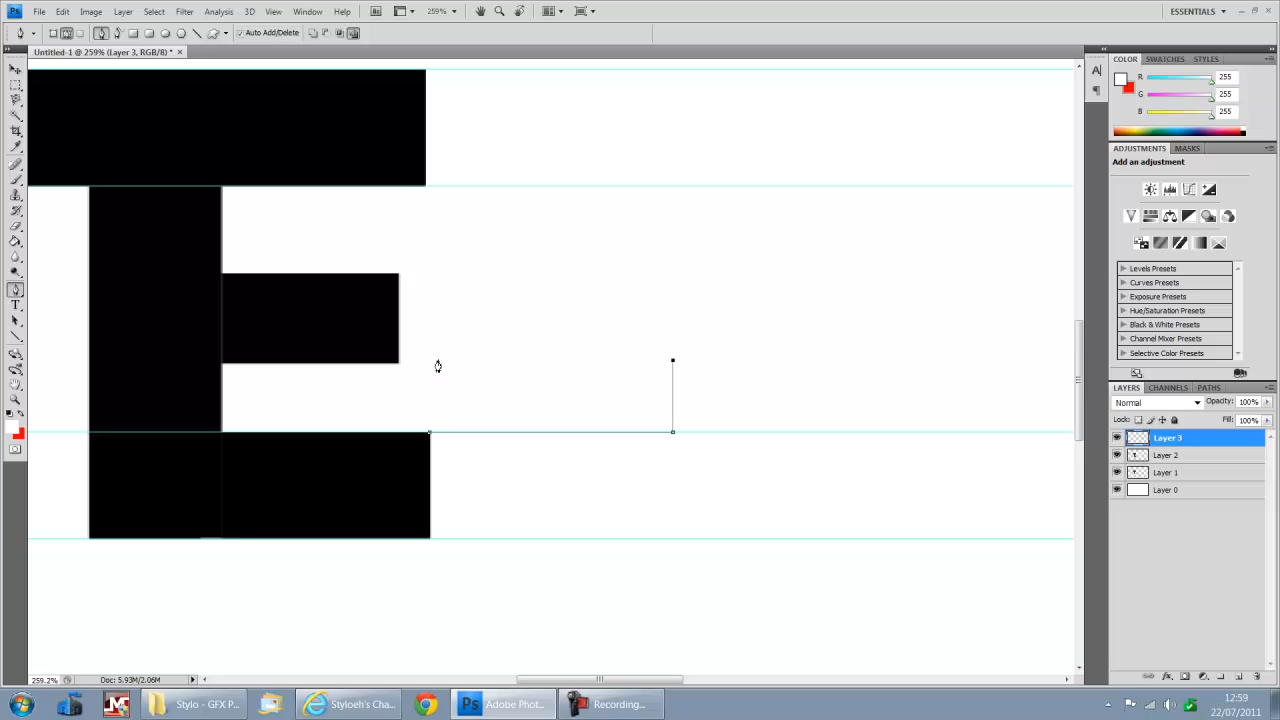 Ps File Edit Image Layer Select Filter Analysis 3D View Window Help 259% ESSENTIALS
Auto Add/Delete
Untitled-1 @ 259% (Layer 3, RGB/8) *
COLOR SWATCHES STYLES
R 255
G 255
B 255
ADJUSTMENTS MASKS
Add an adjustment
Levels Presets
Curves Presets
Exposure Presets
Hue/Saturation Presets
Black & White Presets
Channel Mixer Presets
Selective Color Presets
LAYERS CHANNELS PATHS
Normal Opacity: 100%
Lock: Fill: 100%
Layer 3
Layer 2
Layer 1
Layer 0
259.2% Doc: 5.93M/2.06M
Stylo - GFX P... Styloeh's Cha... Ps Adobe Phot... Recording...
12:59
22/07/2011